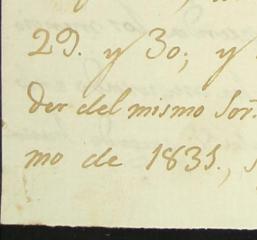 29. y 30; y
der del mismo Sor.
mo de 1835.,